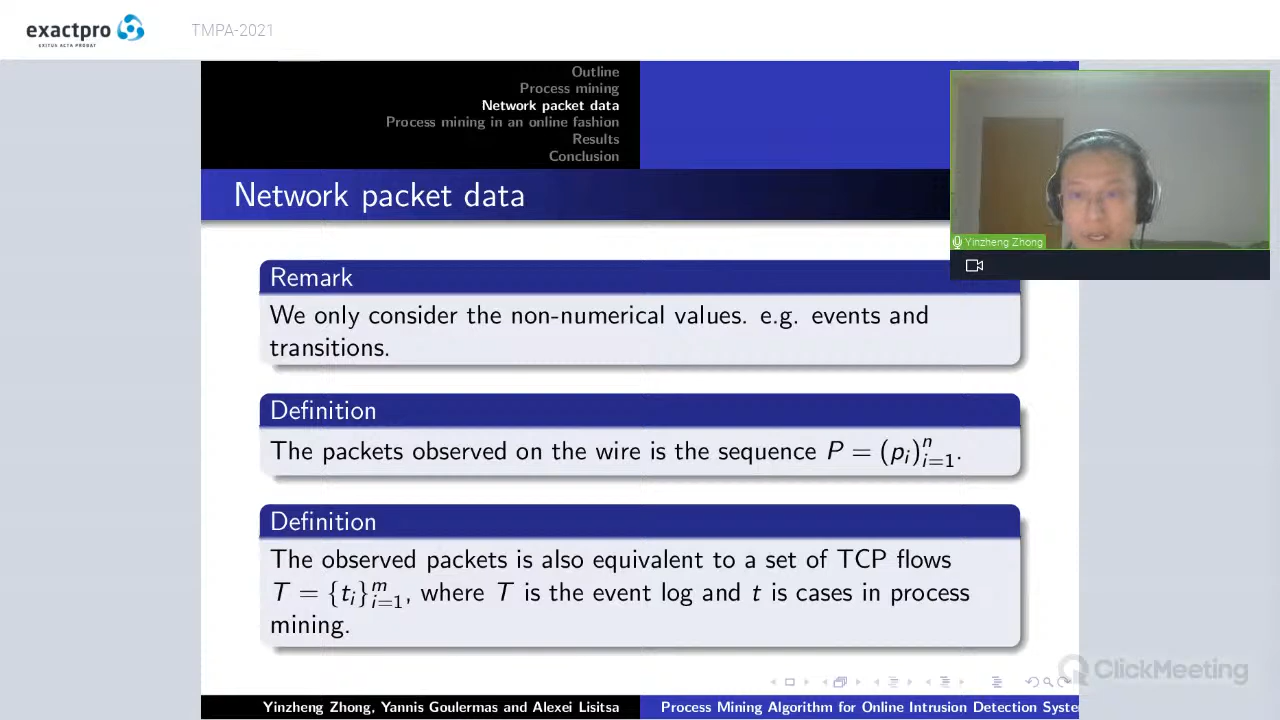 exactpro
EXITUS ACTA PROBAT
TMPA-2021
Outline
Process mining
Network packet data
Process mining in an online fashion
Results
Conclusion
Network packet data
Yinzheng Zhong
Remark
We only consider the non-numerical values. e.g. events and
transitions.
Definition
The packets observed on the wire is the sequence P = (pᵢ)ⁿᵢ₌₁.
Definition
The observed packets is also equivalent to a set of TCP flows
T = {tᵢ}ᵐᵢ₌₁, where T is the event log and t is cases in process
mining.
ClickMeeting
Yinzheng Zhong, Yannis Goulermas and Alexei Lisitsa
Process Mining Algorithm for Online Intrusion Detection Syste